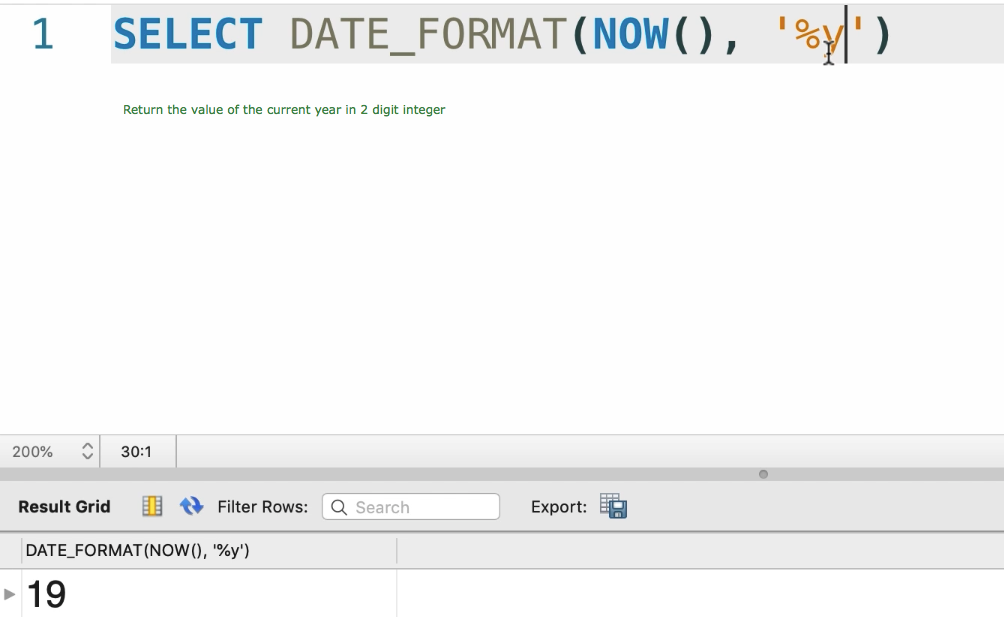 1 SELECT DATE_FORMAT(NOW(), '%y')
Return the value of the current year in 2 digit integer
200% 30:1
Result Grid Filter Rows: Search Export:
DATE_FORMAT(NOW(), '%y')
19